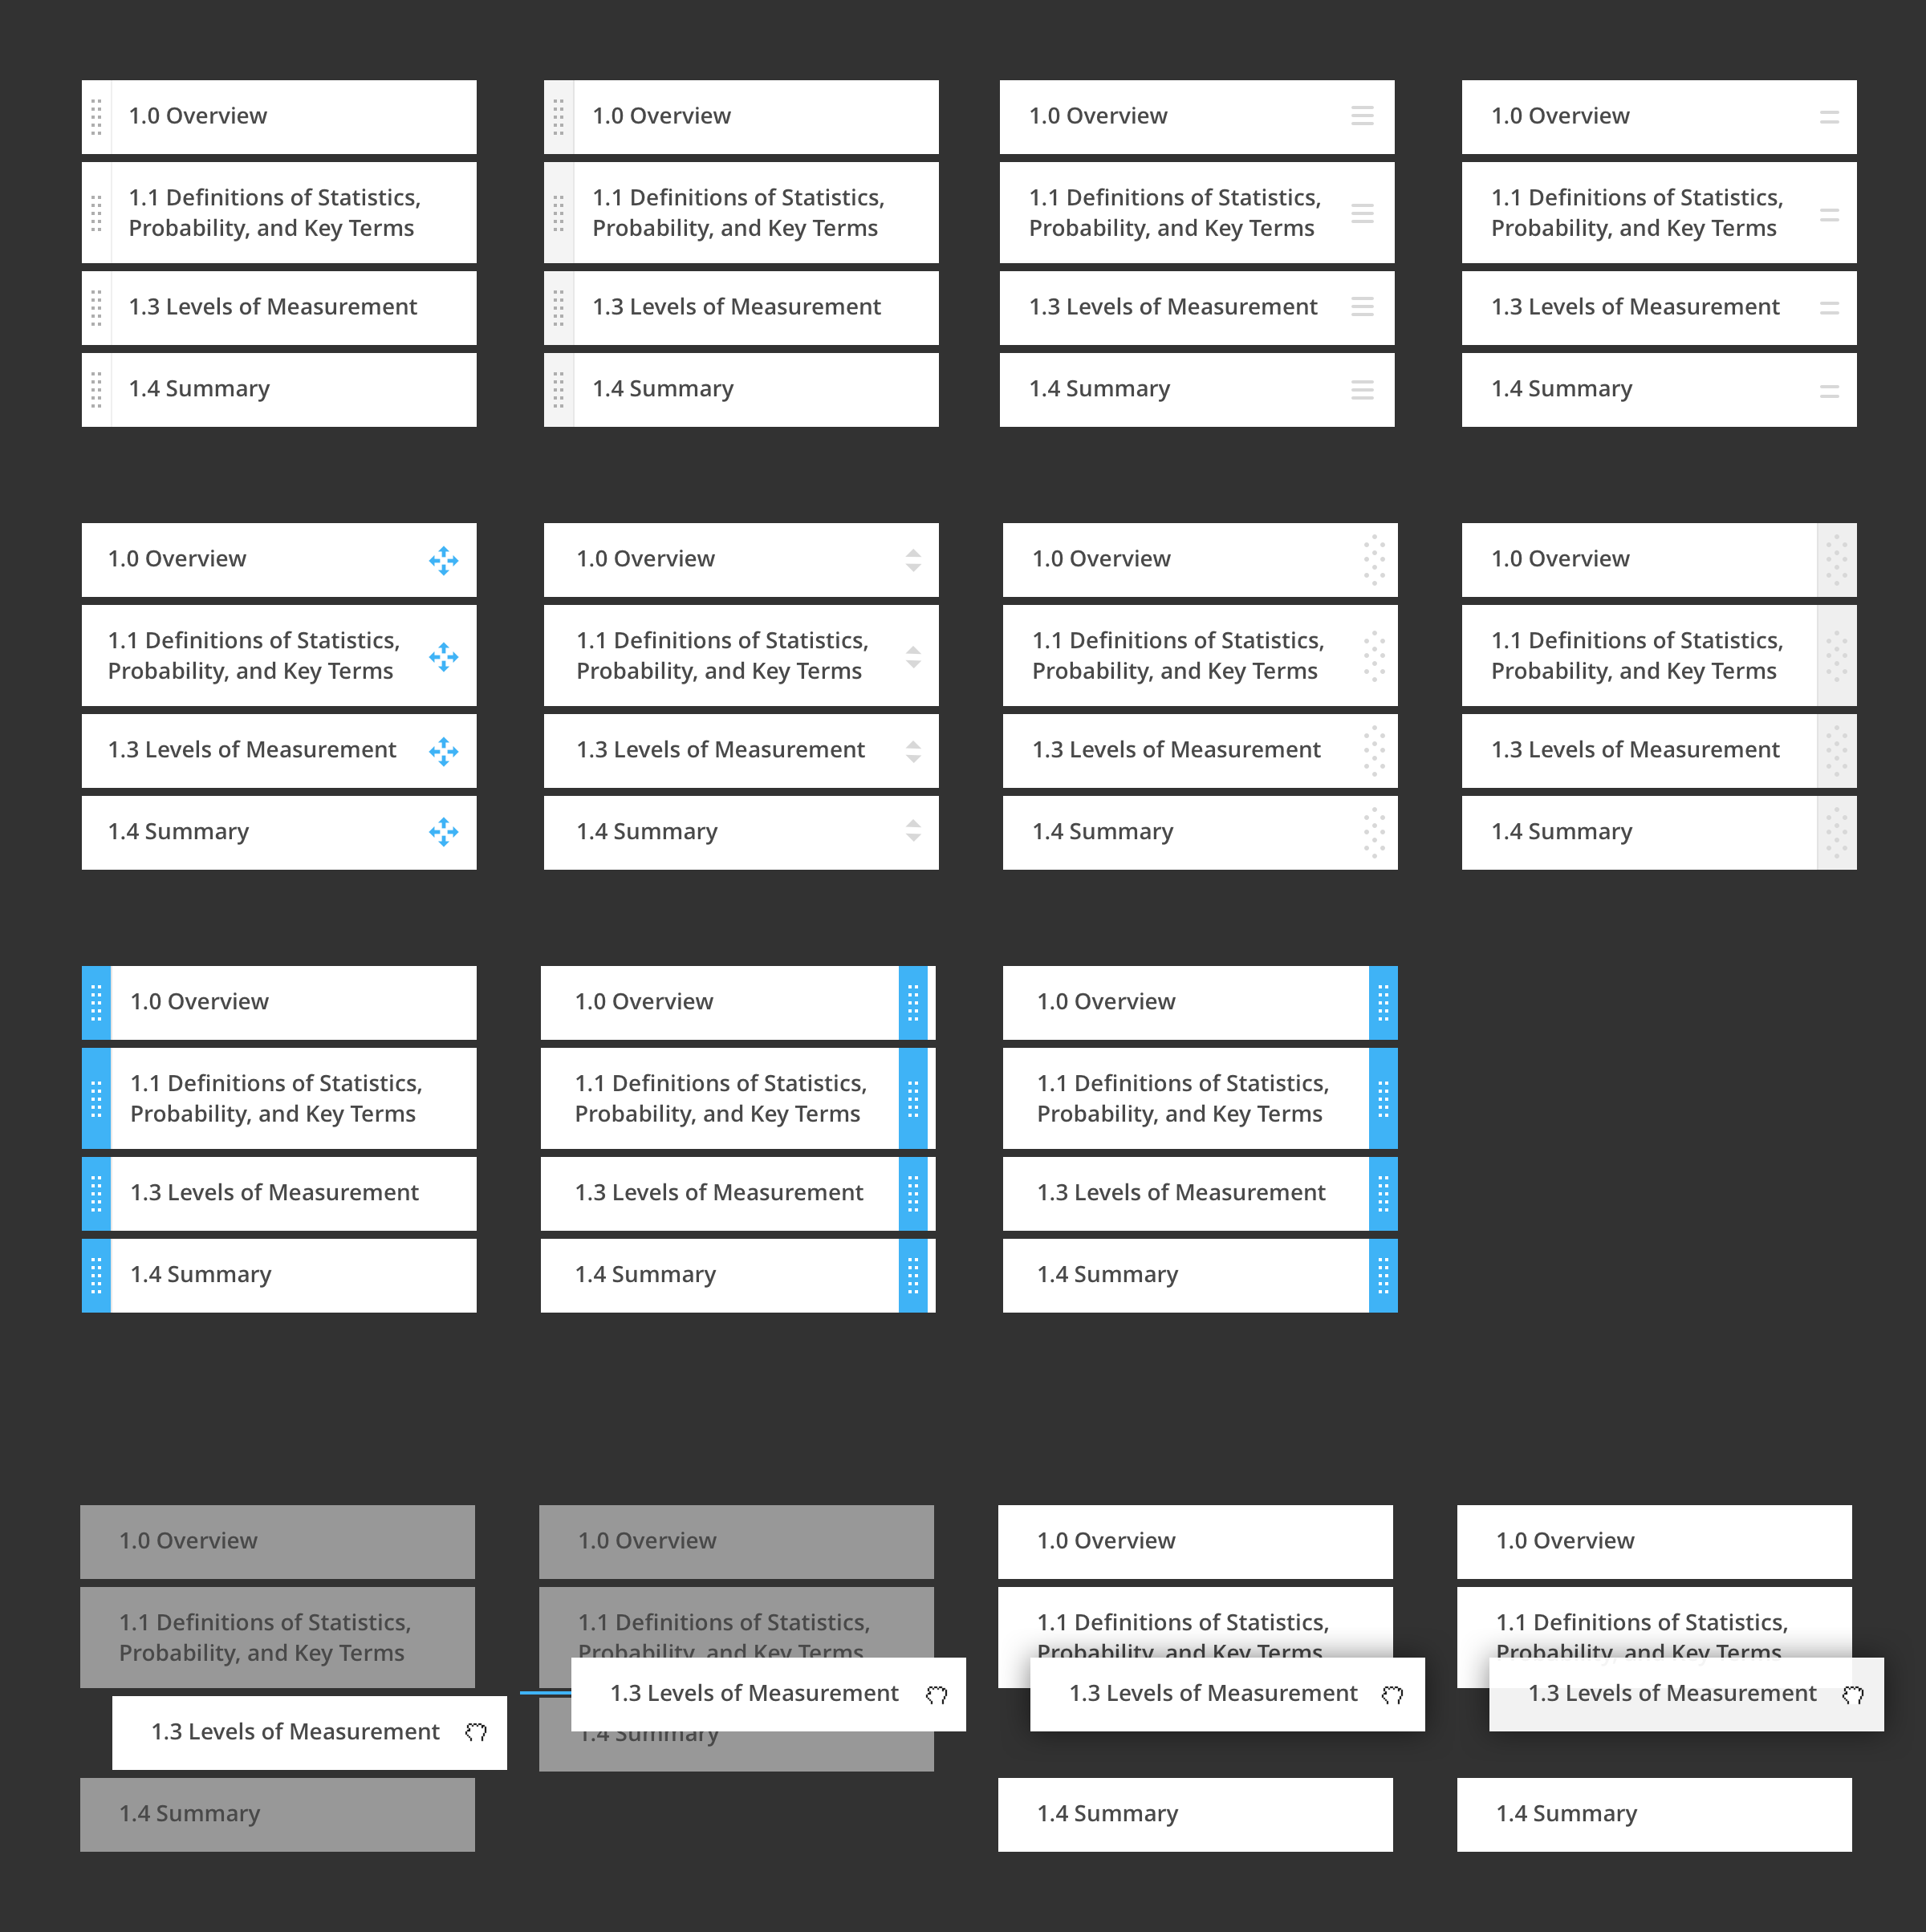 1.0 Overview
1.1 Definitions of Statistics,
Probability, and Key Terms
1.3 Levels of Measurement
1.4 Summary
1.0 Overview
1.1 Definitions of Statistics,
Probability, and Key Terms
1.3 Levels of Measurement
1.4 Summary
1.0 Overview
1.1 Definitions of Statistics,
Probability, and Key Terms
1.3 Levels of Measurement
1.4 Summary
1.0 Overview
1.1 Definitions of Statistics,
Probability, and Key Terms
1.3 Levels of Measurement
1.4 Summary
1.0 Overview
1.1 Definitions of Statistics,
Probability, and Key Terms
1.3 Levels of Measurement
1.4 Summary
1.0 Overview
1.1 Definitions of Statistics,
Probability, and Key Terms
1.3 Levels of Measurement
1.4 Summary
1.0 Overview
1.1 Definitions of Statistics,
Probability, and Key Terms
1.3 Levels of Measurement
1.4 Summary
1.0 Overview
1.1 Definitions of Statistics,
Probability, and Key Terms
1.3 Levels of Measurement
1.4 Summary
1.0 Overview
1.1 Definitions of Statistics,
Probability, and Key Terms
1.3 Levels of Measurement
1.4 Summary
1.0 Overview
1.1 Definitions of Statistics,
Probability, and Key Terms
1.3 Levels of Measurement
1.4 Summary
1.0 Overview
1.1 Definitions of Statistics,
Probability, and Key Terms
1.3 Levels of Measurement
1.4 Summary
1.0 Overview
1.1 Definitions of Statistics,
Probability, and Key Terms
1.3 Levels of Measurement
1.4 Summary
1.0 Overview
1.1 Definitions of Statistics,
Probability, and Key Terms
1.3 Levels of Measurement
1.4 Summary
1.0 Overview
1.1 Definitions of Statistics,
Probability, and Key Terms
1.3 Levels of Measurement
1.4 Summary
1.0 Overview
1.1 Definitions of Statistics,
Probability, and Key Terms
1.3 Levels of Measurement
1.4 Summary